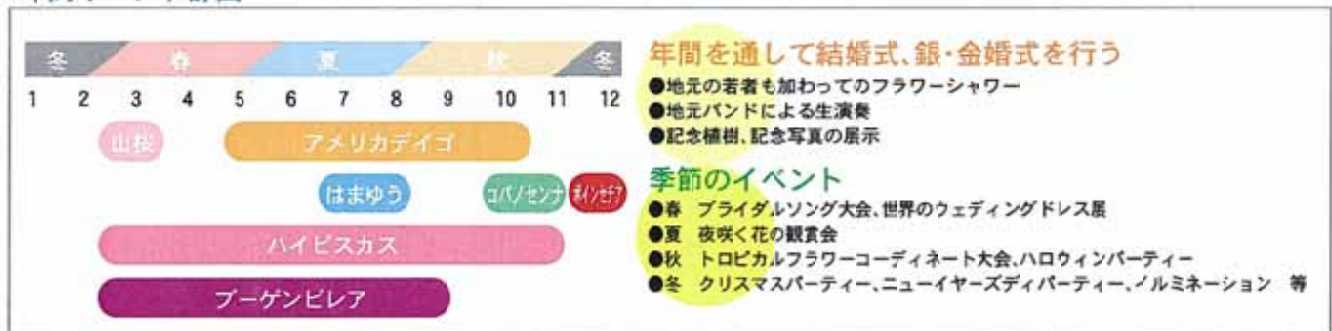 冬 春 夏 秋 冬
1 2 3 4 5 6 7 8 9 10 11 12
山桜 アメリカデイゴ
はまゆう コバノセンナ ポインセチア
ハイビスカス
ブーゲンビレア
年間を通して結婚式、銀・金婚式を行う
●地元の若者も加わってのフラワーシャワー
●地元バンドによる生演奏
●記念植樹、記念写真の展示
季節のイベント
●春 ブライダルソング大会、世界のウェディングドレス展
●夏 夜咲く花の観賞会
●秋 トロピカルフラワーコーディネート大会、ハロウィンパーティー
●冬 クリスマスパーティー、ニューイヤーズディパーティー、イルミネーション 等